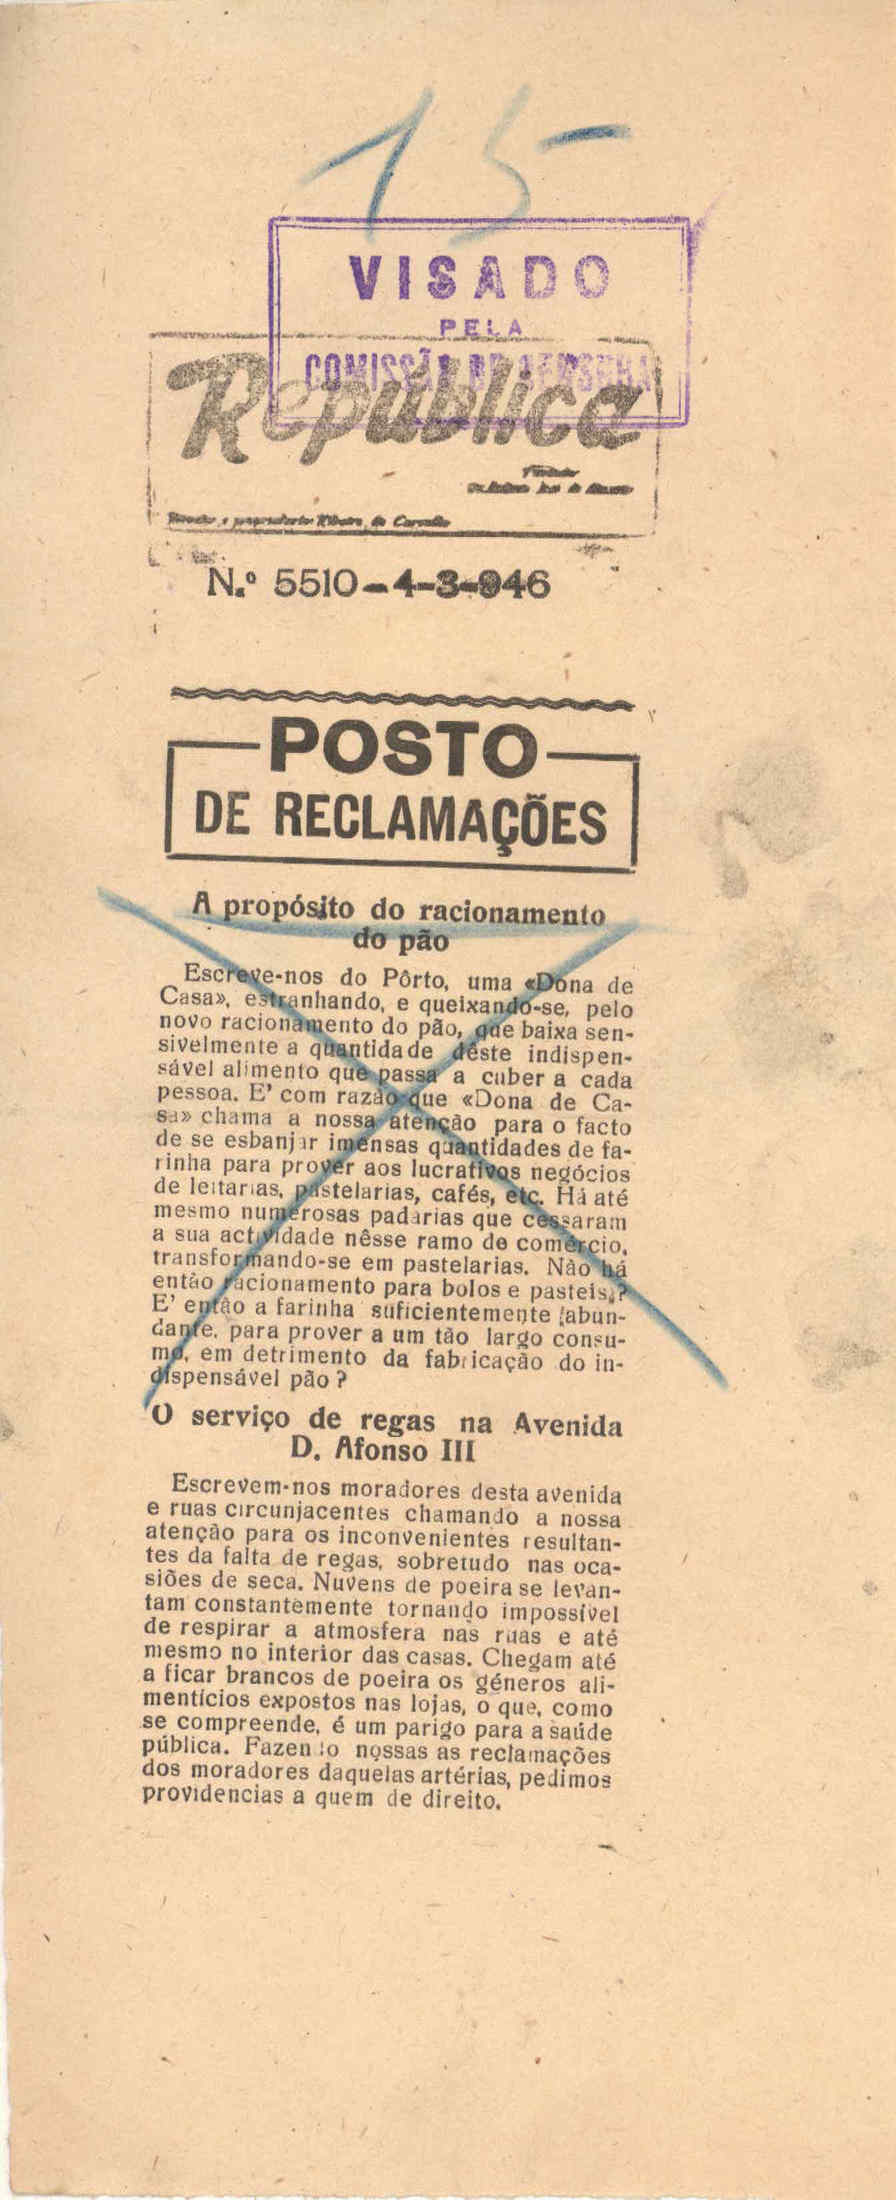 15
VISADO
PELA
COMISSÃO DE CENSURA
República
Director e proprietario Ribeiro de Carvalho
N.º 5510-4-3-946
POSTO
DE RECLAMAÇÕES
A propósito do racionamento
do pão
Escreve-nos do Pôrto, uma «Dona de
Casa», estranhando, e queixando-se, pelo
novo racionamento do pão, que baixa sen-
sivelmente a quantidade dêste indispen-
sável alimento que passa a caber a cada
pessoa. E' com razão que «Dona de Ca-
sa» chama a nossa atenção para o facto
de se esbanjar imensas quantidades de fa-
rinha para prover aos lucrativos negócios
de leitarias, pastelarias, cafés, etc. Há até
mesmo numerosas padarias que cessaram
a sua actividade nêsse ramo de comércio,
transformando-se em pastelarias. Não há
então racionamento para bolos e pasteis?
E' então a farinha suficientemente abun-
dante, para prover a um tão largo consu-
mo, em detrimento da fabricação do in-
dispensável pão?
O serviço de regas na Avenida
D. Afonso III
Escrevem-nos moradores desta avenida
e ruas circunjacentes chamando a nossa
atenção para os inconvenientes resultan-
tes da falta de regas, sobretudo nas oca-
siões de seca. Nuvens de poeira se levan-
tam constantemente tornando impossível
de respirar a atmosfera nas ruas e até
mesmo no interior das casas. Chegam até
a ficar brancos de poeira os géneros ali-
mentícios expostos nas lojas, o que, como
se compreende, é um parigo para a saúde
pública. Fazendo nossas as reclamações
dos moradores daquelas artérias, pedimos
providencias a quem de direito.